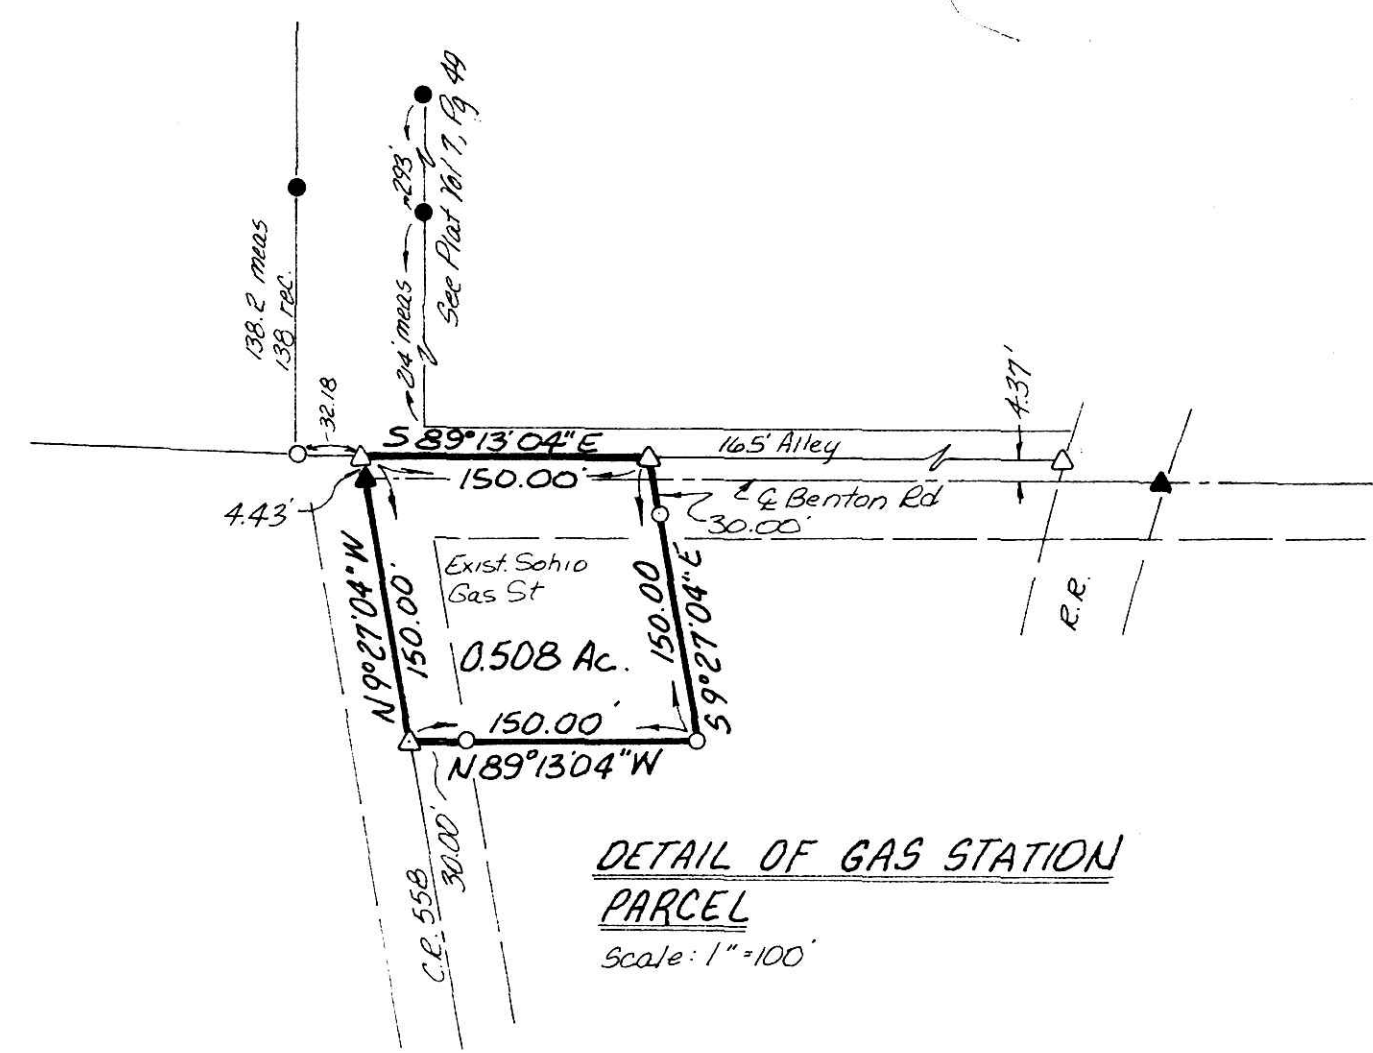 138.2 meas
138 rec.
214' meas
293'
See Plat Vol 7, Pg 49
32.18
S 89°13'04"E
150.00'
4.43'
16.5' Alley
4.37'
℄ Benton Rd
30.00'
R.R.
Exist. Sohio
Gas St
0.508 Ac.
N 9°27'04"W
150.00'
150.00
S 9°27'04"E
150.00'
N 89°13'04"W
30.00'
C.R. 558
DETAIL OF GAS STATION
PARCEL
Scale: 1"=100'